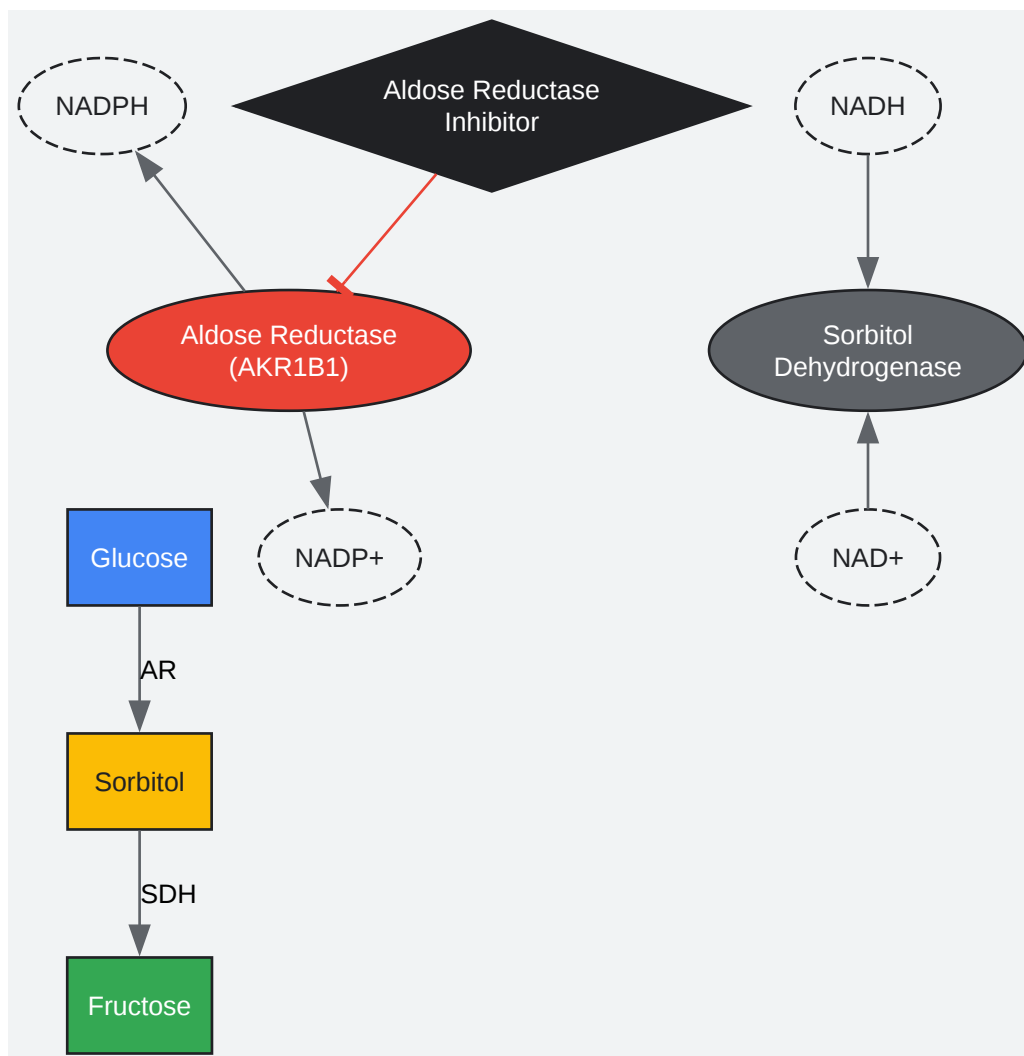 NADPH
Aldose Reductase
Inhibitor
NADH
Aldose Reductase
(AKR1B1)
Sorbitol
Dehydrogenase
Glucose
NADP+
NAD+
AR
Sorbitol
SDH
Fructose